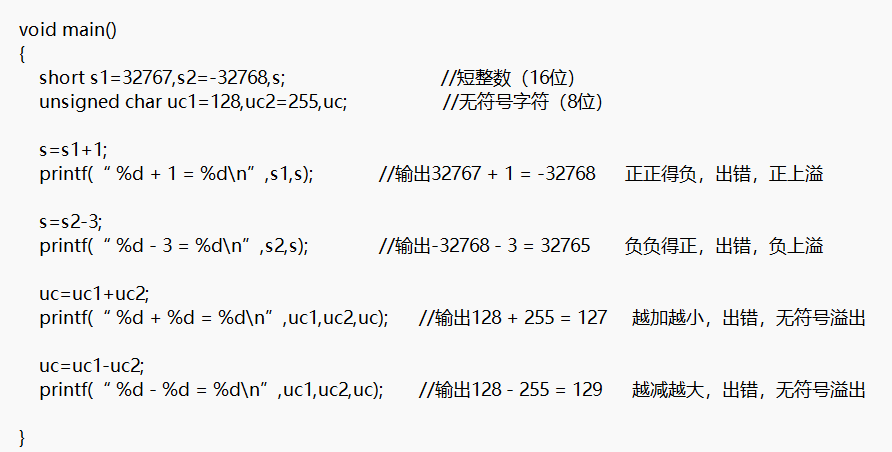 void main()
{
short s1=32767,s2=-32768,s; //短整数（16位）
unsigned char uc1=128,uc2=255,uc; //无符号字符（8位）
s=s1+1;
printf(“ %d + 1 = %d\n” ,s1,s); //输出32767 + 1 = -32768 正正得负，出错，正上溢
s=s2-3;
printf(“ %d - 3 = %d\n” ,s2,s); //输出-32768 - 3 = 32765 负负得正，出错，负上溢
uc=uc1+uc2;
printf(“ %d + %d = %d\n” ,uc1,uc2,uc); //输出128 + 255 = 127 越加越小，出错，无符号溢出
uc=uc1-uc2;
printf(“ %d - %d = %d\n” ,uc1,uc2,uc); //输出128 - 255 = 129 越减越大，出错，无符号溢出
}